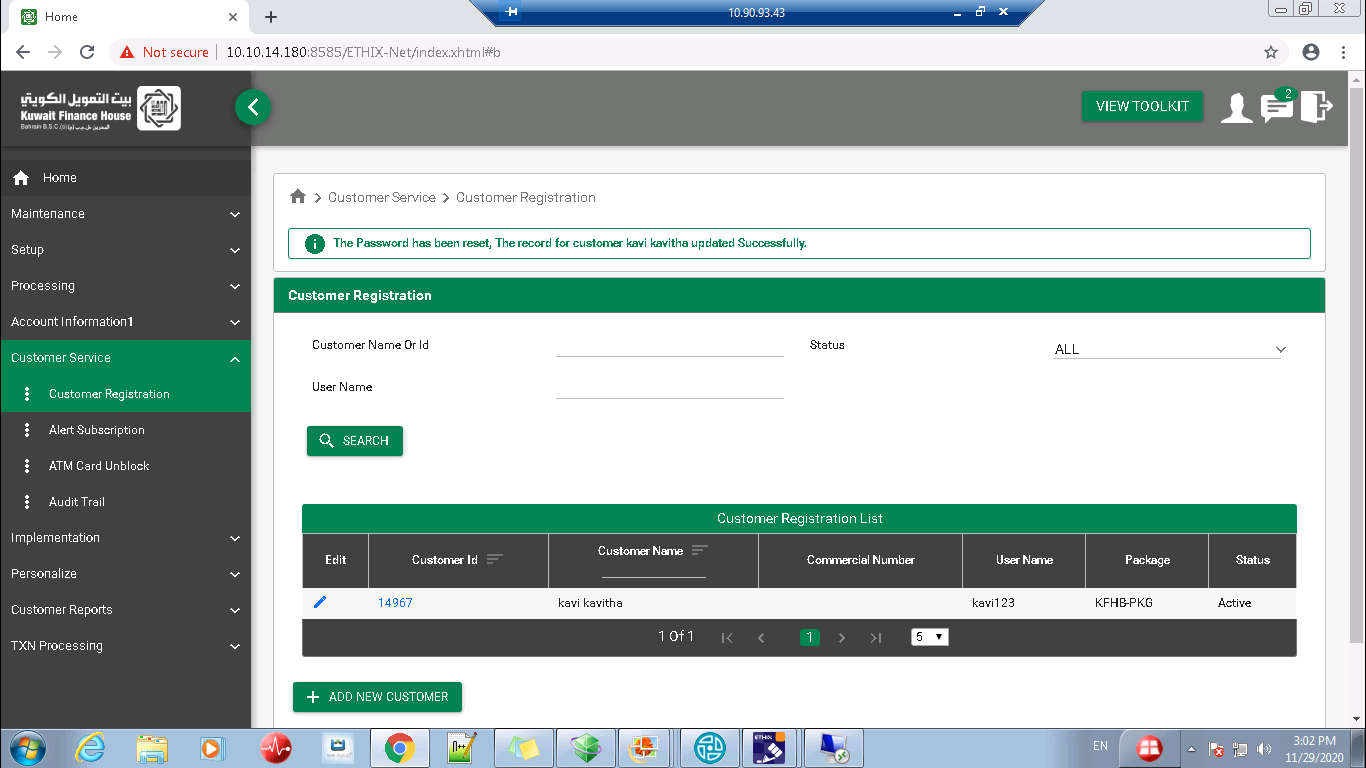 Home
10.90.93.43
Not secure
10.10.14.180:8585/ETHIX-Net/index.xhtml#b
بيت التمويل الكويتي
Kuwait Finance House
VIEW TOOLKIT
2
Home
Maintenance
Setup
Processing
Account Information1
Customer Service
Customer Registration
Alert Subscription
ATM Card Unblock
Audit Trail
Implementation
Personalize
Customer Reports
TXN Processing
Customer Service
Customer Registration
The Password has been reset, The record for customer kavi kavitha updated Successfully.
Customer Registration
Customer Name Or Id
Status
ALL
User Name
SEARCH
Customer Registration List
Edit
Customer Id
Customer Name
Commercial Number
User Name
Package
Status
14967
kavi kavitha
kavi123
KFHB-PKG
Active
1 Of 1
1
5
ADD NEW CUSTOMER
EN
3:02 PM
11/29/2020